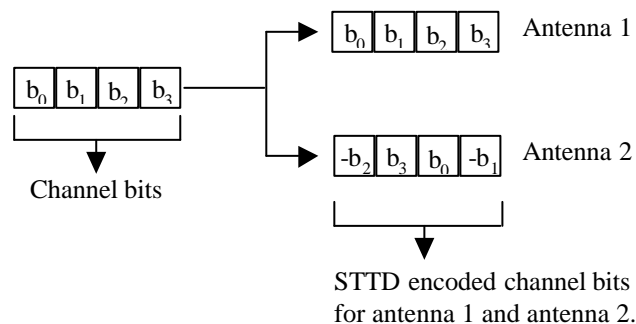 b₀ b₁ b₂ b₃ Antenna 1
b₀ b₁ b₂ b₃
-b₂ b₃ b₀ -b₁ Antenna 2
Channel bits
STTD encoded channel bits
for antenna 1 and antenna 2.